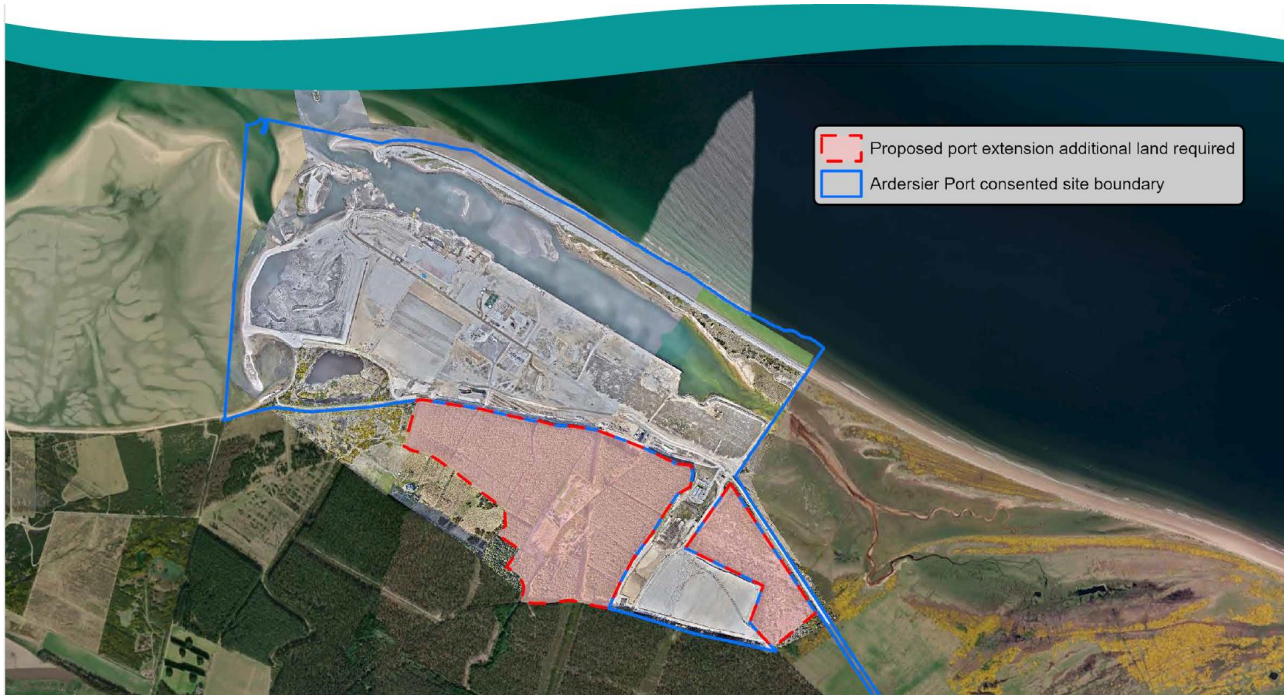 Proposed port extension additional land required
Ardersier Port consented site boundary